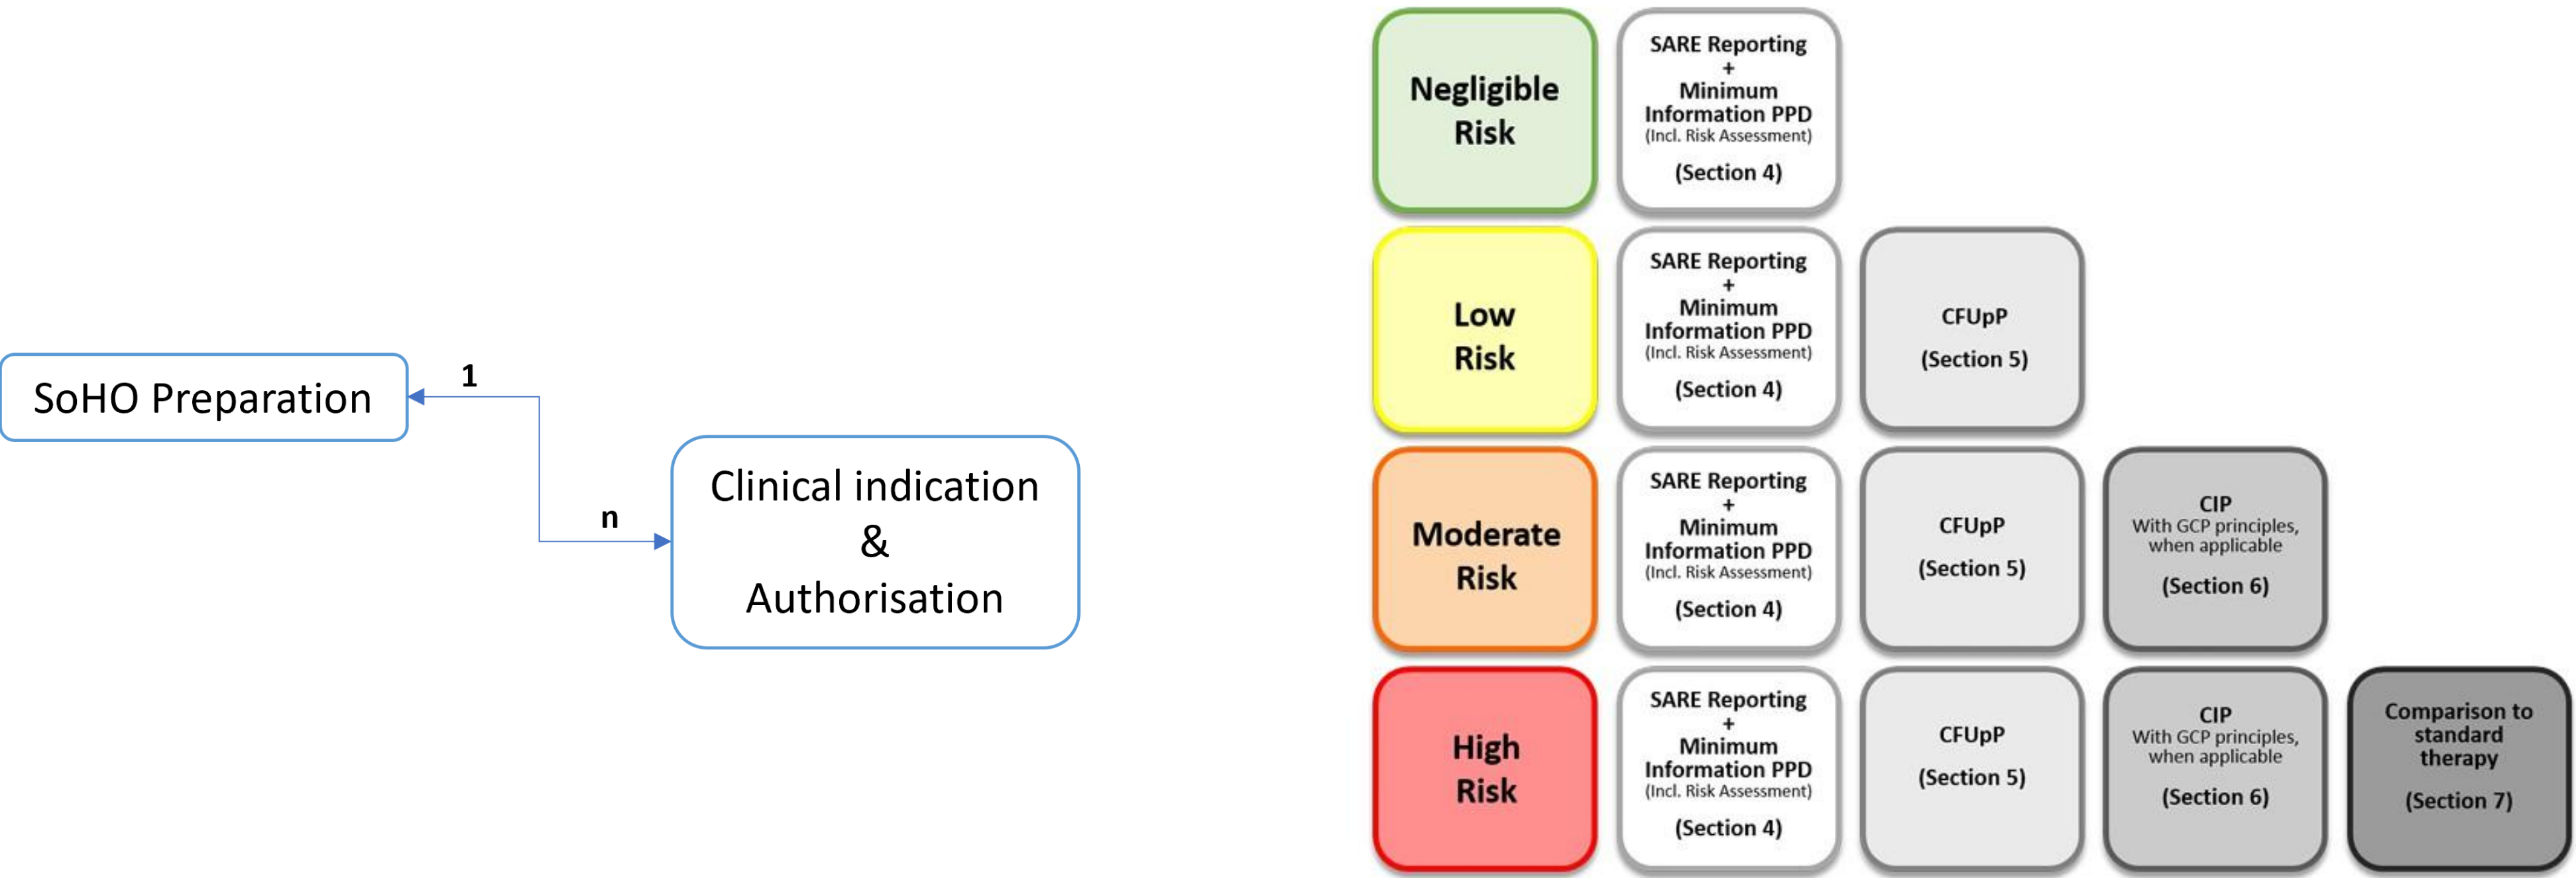 SoHO Preparation
1
n
Clinical indication
&
Authorisation
Negligible
Risk
SARE Reporting
+
Minimum
Information PPD
(Incl. Risk Assessment)
(Section 4)
Low
Risk
SARE Reporting
+
Minimum
Information PPD
(Incl. Risk Assessment)
(Section 4)
CFUpP
(Section 5)
Moderate
Risk
SARE Reporting
+
Minimum
Information PPD
(Incl. Risk Assessment)
(Section 4)
CFUpP
(Section 5)
CIP
With GCP principles,
when applicable
(Section 6)
High
Risk
SARE Reporting
+
Minimum
Information PPD
(Incl. Risk Assessment)
(Section 4)
CFUpP
(Section 5)
CIP
With GCP principles,
when applicable
(Section 6)
Comparison to
standard
therapy
(Section 7)